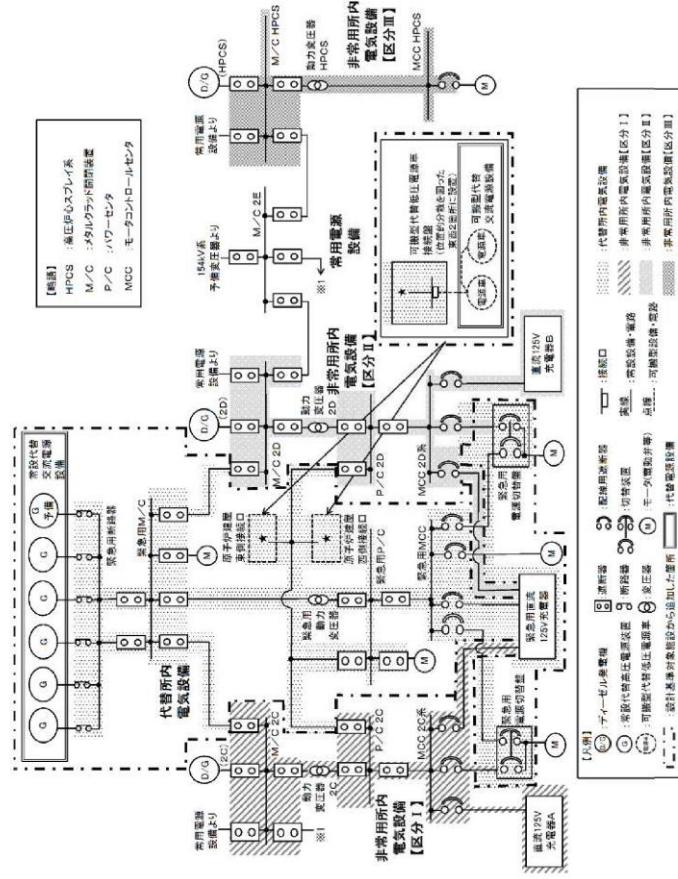 【略語】
HPCS :高圧炉心スプレイ系
M/C :メタルクラッド開閉装置
P/C :パワーセンタ
MCC :モータコントロールセンタ
常設代替
交流電源
設備
G
G
G
G
G
G
予備
緊急用断路器
緊急用M/C
代替所内
電気設備
M
緊急用
動力
変圧器
緊急用P/C
M
緊急用MCC
M
緊急用直流
125V充電器
原子炉建屋
東側接続口
原子炉建屋
西側接続口
常用電源
設備より
D/G
(2C)
M/C 2C
※1
動力
変圧器
2C
非常用所内
電気設備
【区分Ⅰ】
P/C 2C
MCC 2C系
緊急用
電源切替盤
M
直流125V
充電器A
D/G
(2D)
常用電源
設備より
M/C 2D
動力
変圧器
2D
非常用所内
電気設備
【区分Ⅱ】
P/C 2D
MCC 2D系
緊急用
電源切替盤
M
直流125V
充電器B
154kV系
予備変圧器より
M/C 2E
※1
常用電源
設備
常用電源
設備より
D/G
(HPCS)
M/C HPCS
動力変圧器
HPCS
非常用所内
電気設備
【区分Ⅲ】
MCC HPCS
M
可搬型代替低圧電源車
接続盤
(位置的分散を図った
東西2箇所に設置)
可搬型代替
交流電源設備
電源車
電源車
【凡例】
D/G :ディーゼル発電機
G :常設代替高圧電源装置
電源車 :可搬型代替低圧電源車
:遮断器
:断路器
:変圧器
:配線用遮断器
:切替装置
M :モータ(電動弁等)
:接続口
実線 :常設設備・電路
点線 :可搬型設備・電路
:代替所内電気設備
:非常用所内電気設備【区分Ⅰ】
:非常用所内電気設備【区分Ⅱ】
:非常用所内電気設備【区分Ⅲ】
:設計基準対象施設から追加した箇所
:代替電源設備